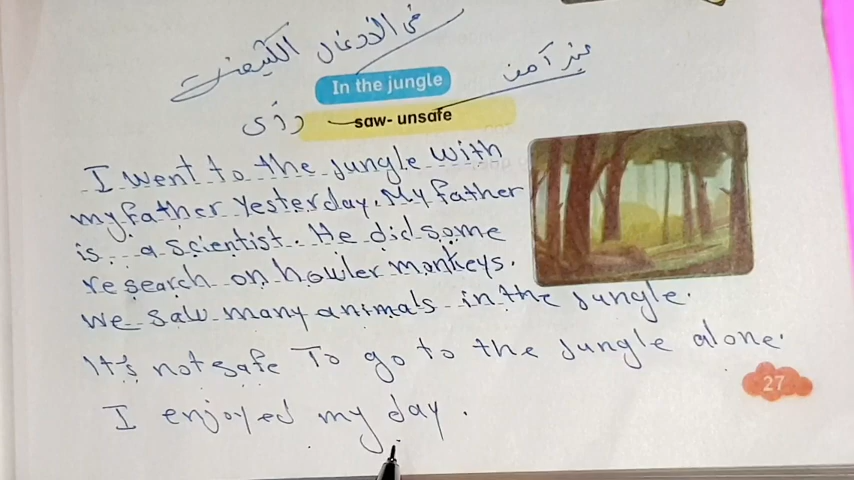 في الأدغال الكثيفة
In the jungle
غير آمن
رأى
saw- unsafe
I went to the jungle with
my father yesterday. My father
is a scientist. He did some
research on howler monkeys.
we saw many animals in the jungle.
It's not safe To go to the jungle alone.
I enjoyed my day.
27